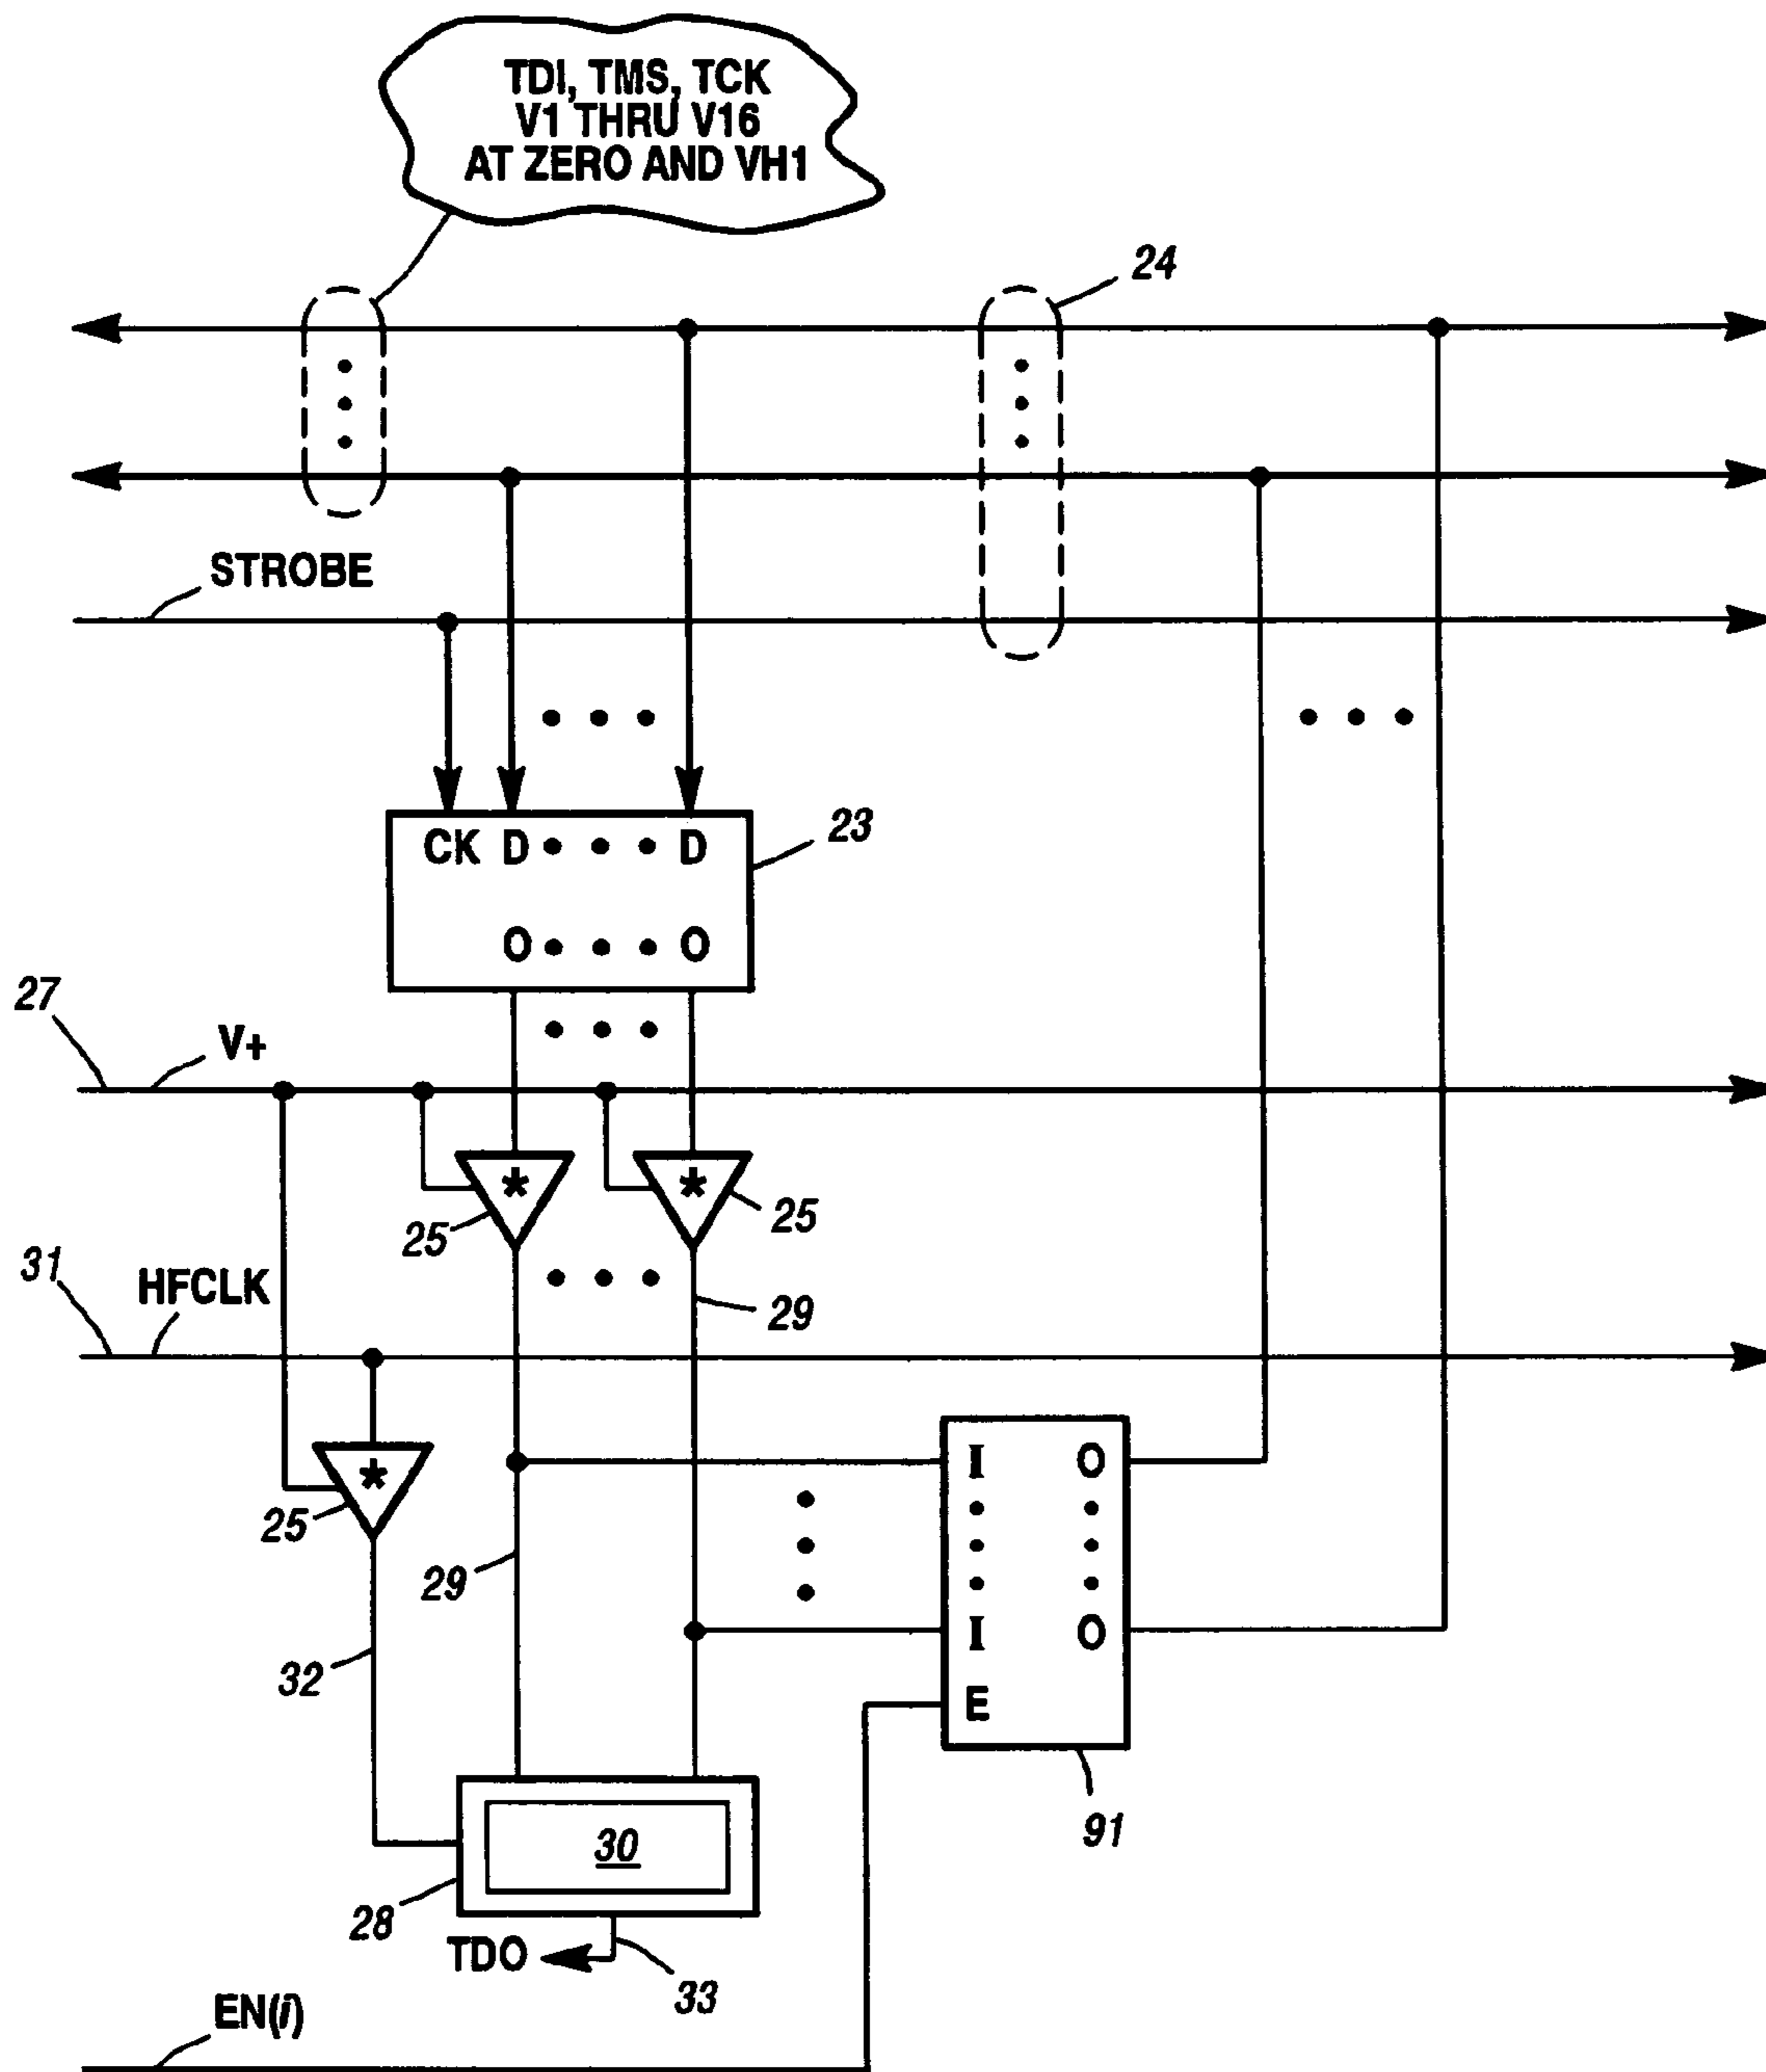 TDI, TMS, TCK
V1 THRU V16
AT ZERO AND VH1
24
STROBE
CK D D
23
O O
27
V+
25
25
31
HFCLK
29
I O
25
29
I O
32
E
30
91
28
TDO
33
EN(i)